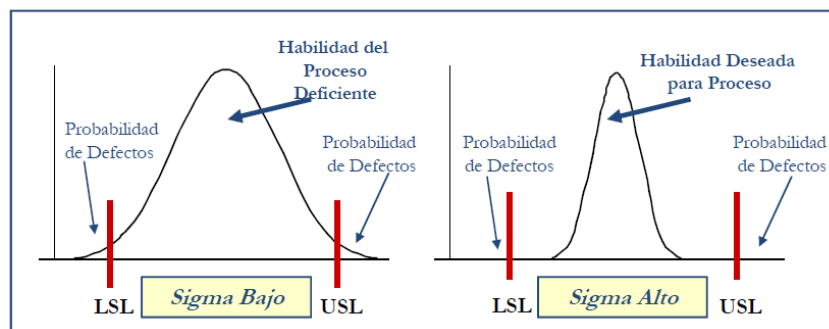 Habilidad del
Proceso
Deficiente
Probabilidad
de Defectos
Probabilidad
de Defectos
LSL
Sigma Bajo
USL
Habilidad Deseada
para Proceso
Probabilidad
de Defectos
Probabilidad
de Defectos
LSL
Sigma Alto
USL